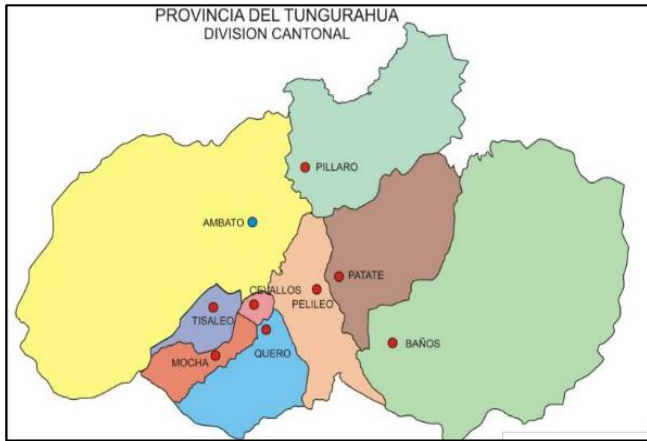 PROVINCIA DEL TUNGURAHUA
DIVISION CANTONAL
PILLARO
AMBATO
PATATE
CEVALLOS
PELILEO
TISALEO
BAÑOS
QUERO
MOCHA